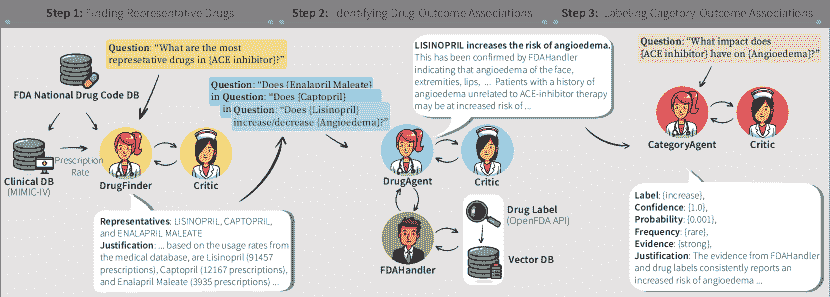 Step 1: Finding Representative Drugs
Step 2: Identifying Drug-Outcome Associations
Step 3: Labeling Cagetory-Outcome Associations
Question: “What are the most
represetative drugs in {ACE inhibitor}?”
FDA National Drug Code DB
Clinical DB
(MIMIC-IV)
Prescription
Rate
DrugFinder
Critic
Representatives: LISINOPRIL, CAPTOPRIL,
and ENALAPRIL MALEATE
Justification: ... based on the usage rates from
the medical database, are Lisinopril (91457
prescriptions), Captopril (12167 prescriptions),
and Enalapril Maleate (3935 prescriptions) ...
Question: “Does {Enalapril Maleate}
in Question: “Does {Captopril}
in Question: “Does {Lisinopril}
increase/decrease {Angioedema}?”
LISINOPRIL increases the risk of angioedema.
This has been confirmed by FDAHandler
indicating that angioedema of the face,
extremities, lips, ... Patients with a history of
angioedema unrelated to ACE-inhibitor therapy
may be at increased risk of ...
DrugAgent
Critic
FDAHandler
Drug Label
(OpenFDA API)
Vector DB
Question: “What impact does
{ACE inhibitor} have on {Angioedema}?”
CategoryAgent
Critic
Label: {increase},
Confidence: {1.0},
Probability: {0.001},
Frequency: {rare},
Evidence: {strong},
Justification: The evidence from FDAHandler
and drug labels consistently reports an
increased risk of angioedema ...